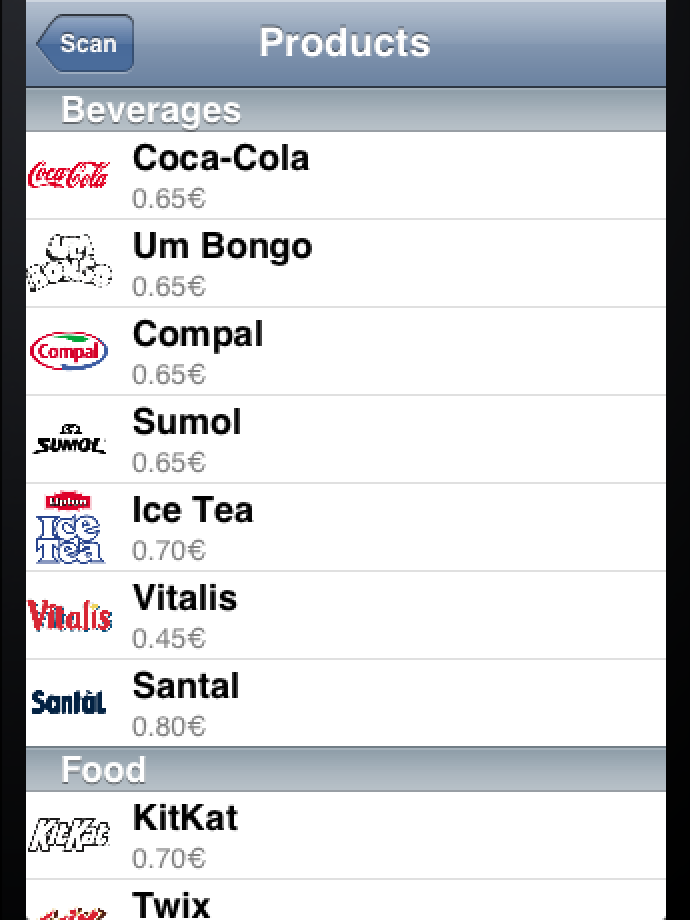 Scan
Products
Beverages
Coca-Cola
Coca-Cola
0.65€
UM
BONGO
Um Bongo
0.65€
Compal
Compal
0.65€
SUMOL
Sumol
0.65€
Lipton
Ice
Tea
Ice Tea
0.70€
Vitalis
Vitalis
0.45€
Santàl
Santal
0.80€
Food
KitKat
KitKat
0.70€
Twix